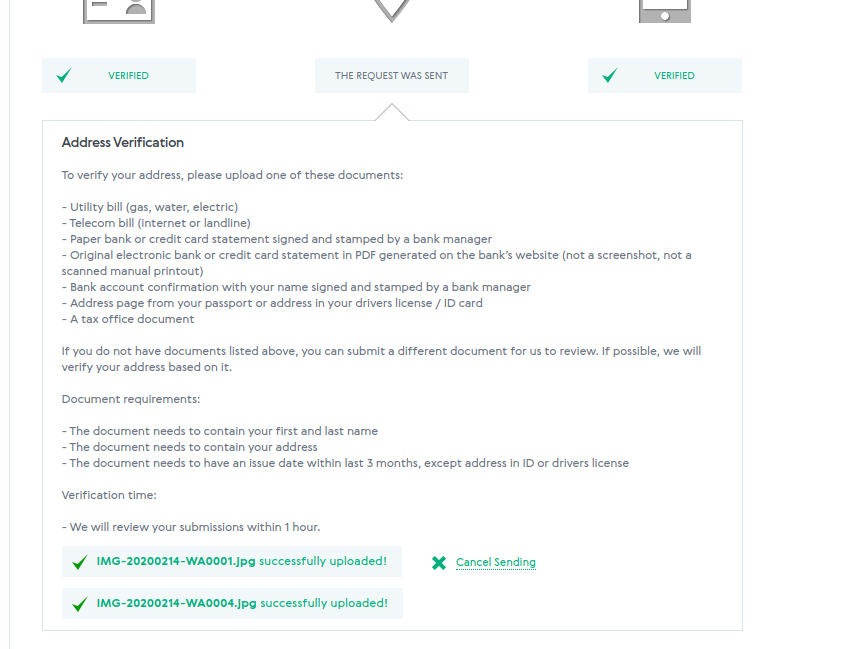 VERIFIED
THE REQUEST WAS SENT
VERIFIED
Address Verification
To verify your address, please upload one of these documents:
- Utility bill (gas, water, electric)
- Telecom bill (internet or landline)
- Paper bank or credit card statement signed and stamped by a bank manager
- Original electronic bank or credit card statement in PDF generated on the bank's website (not a screenshot, not a
scanned manual printout)
- Bank account confirmation with your name signed and stamped by a bank manager
- Address page from your passport or address in your drivers license / ID card
- A tax office document
If you do not have documents listed above, you can submit a different document for us to review. If possible, we will
verify your address based on it.
Document requirements:
- The document needs to contain your first and last name
- The document needs to contain your address
- The document needs to have an issue date within last 3 months, except address in ID or drivers license
Verification time:
- We will review your submissions within 1 hour.
IMG-20200214-WA0001.jpg successfully uploaded!
Cancel Sending
IMG-20200214-WA0004.jpg successfully uploaded!